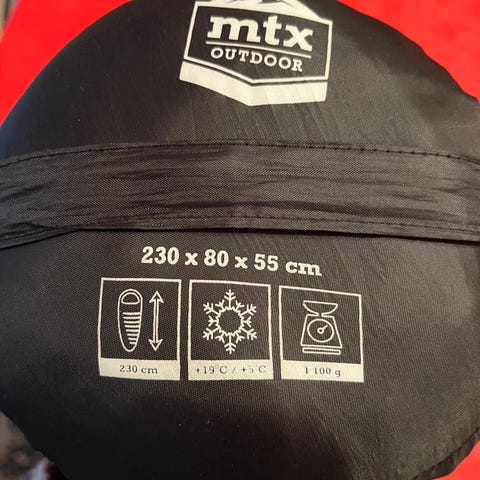 mtx
OUTDOOR
230 x 80 x 55 cm
230 cm
+19°C / +5°C
1 100 g